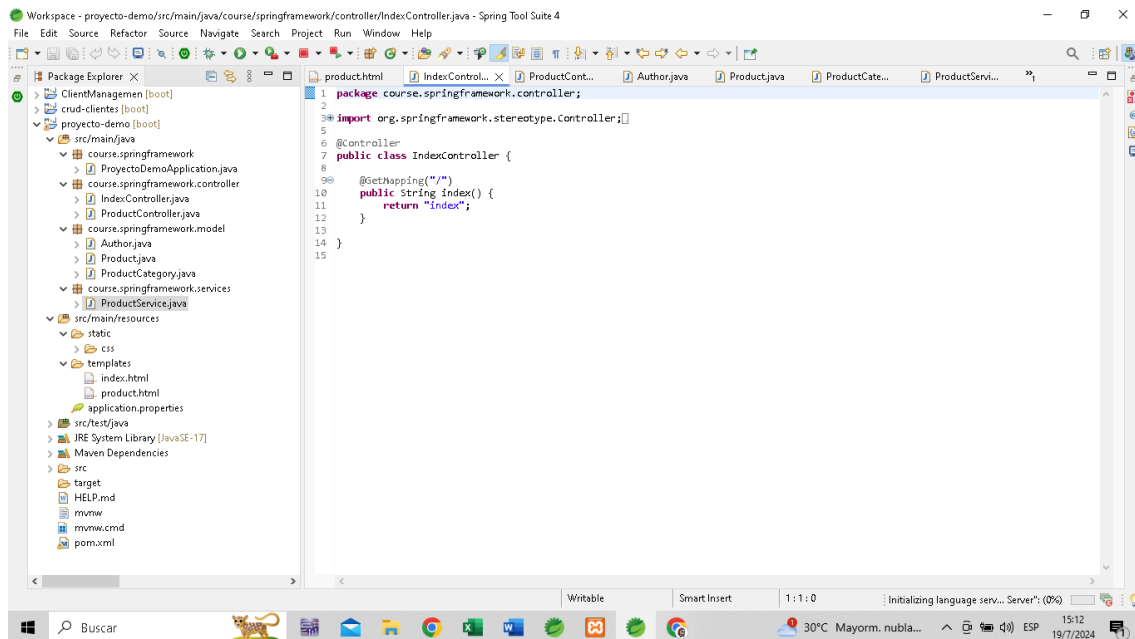 Workspace - proyecto-demo/src/main/java/course/springframework/controller/IndexController.java - Spring Tool Suite 4
File Edit Source Refactor Source Navigate Search Project Run Window Help
Package Explorer
product.html IndexControl... ProductCont... Author.java Product.java ProductCate... ProductServi... »1
ClientManagemen [boot]
crud-clientes [boot]
proyecto-demo [boot]
src/main/java
course.springframework
ProyectoDemoApplication.java
course.springframework.controller
IndexController.java
ProductController.java
course.springframework.model
Author.java
Product.java
ProductCategory.java
course.springframework.services
ProductService.java
src/main/resources
static
css
templates
index.html
product.html
application.properties
src/test/java
JRE System Library [JavaSE-17]
Maven Dependencies
src
target
HELP.md
mvnw
mvnw.cmd
pom.xml
1 package course.springframework.controller;
2
3 import org.springframework.stereotype.Controller;
5
6 @Controller
7 public class IndexController {
8
9 @GetMapping("/")
10 public String index() {
11 return "index";
12 }
13
14 }
15
Writable Smart Insert 1 : 1 : 0 Initializing language serv... Server": (0%)
Buscar
1 30°C Mayorm. nubla... ESP 15:12
19/7/2024